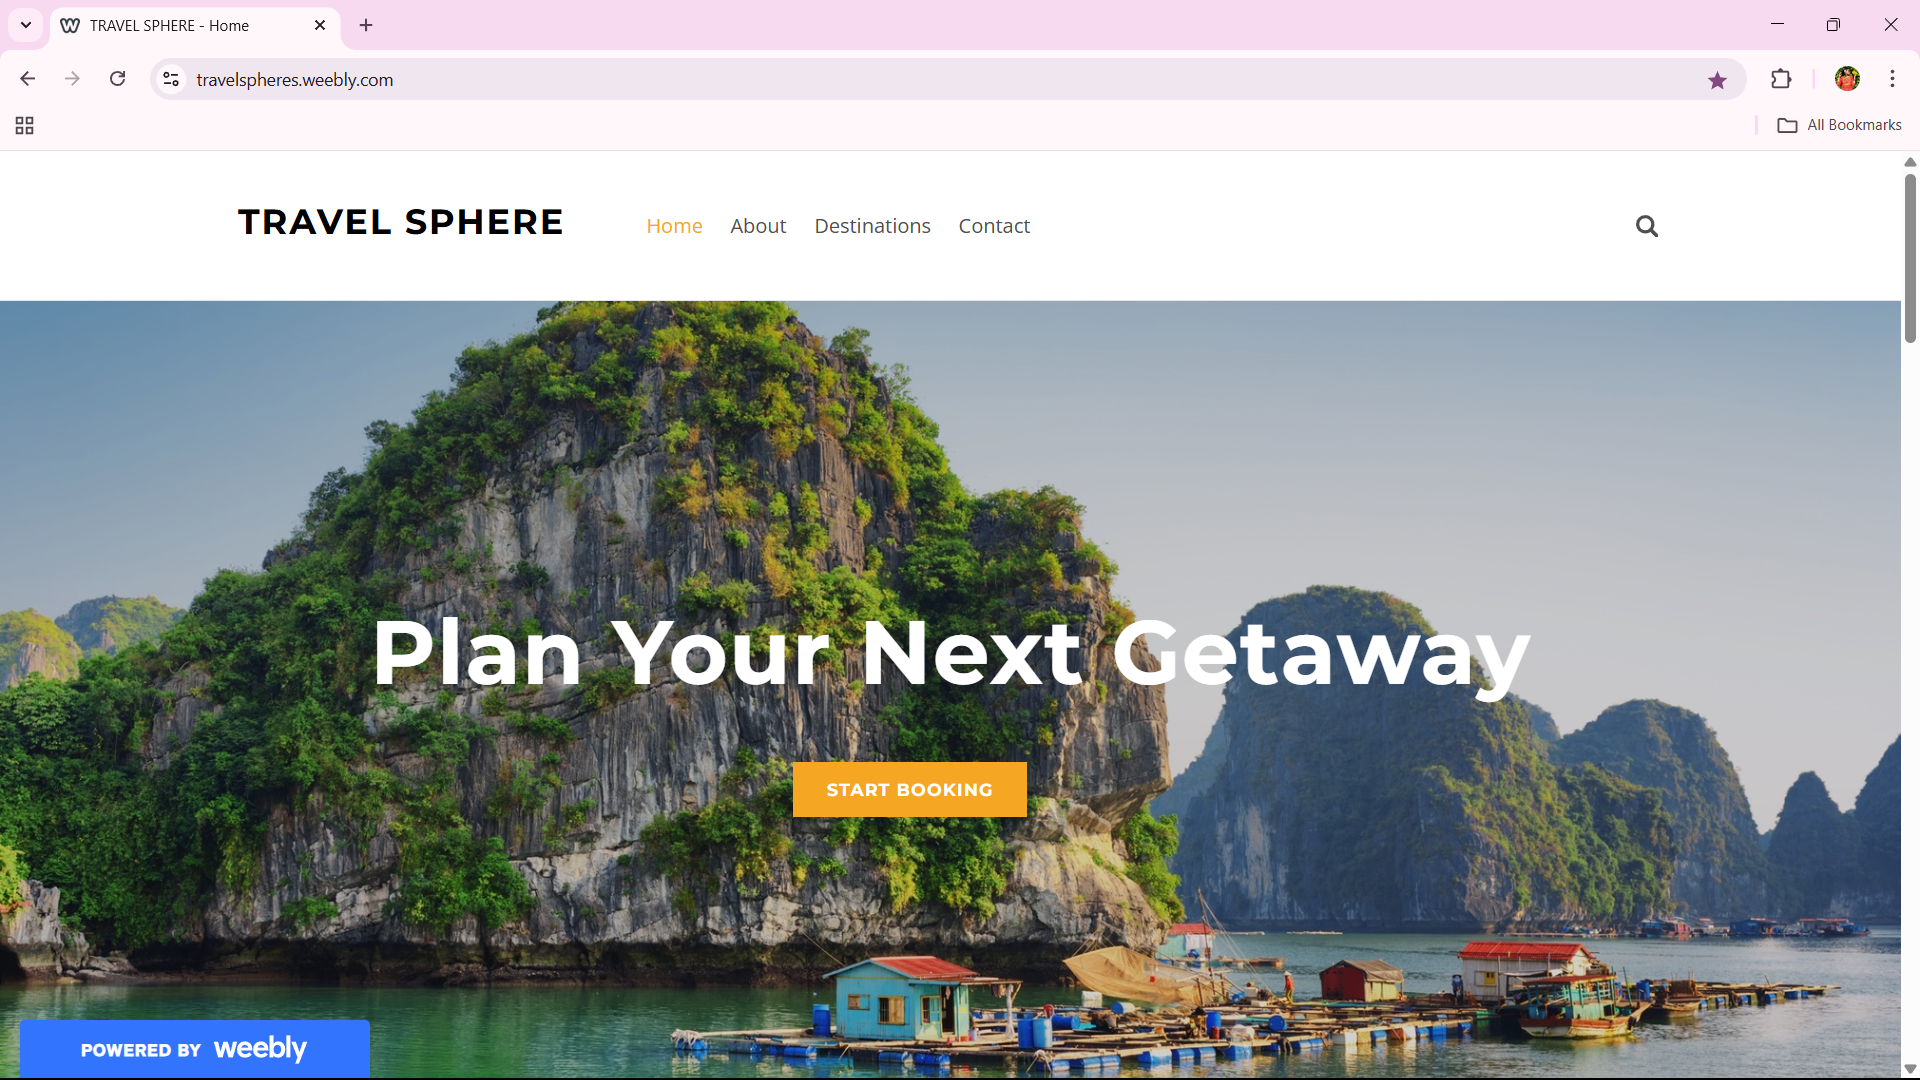 TRAVEL SPHERE - Home
travelspheres.weebly.com
All Bookmarks
TRAVEL SPHERE
Home About Destinations Contact
Plan Your Next Getaway
START BOOKING
POWERED BY weebly